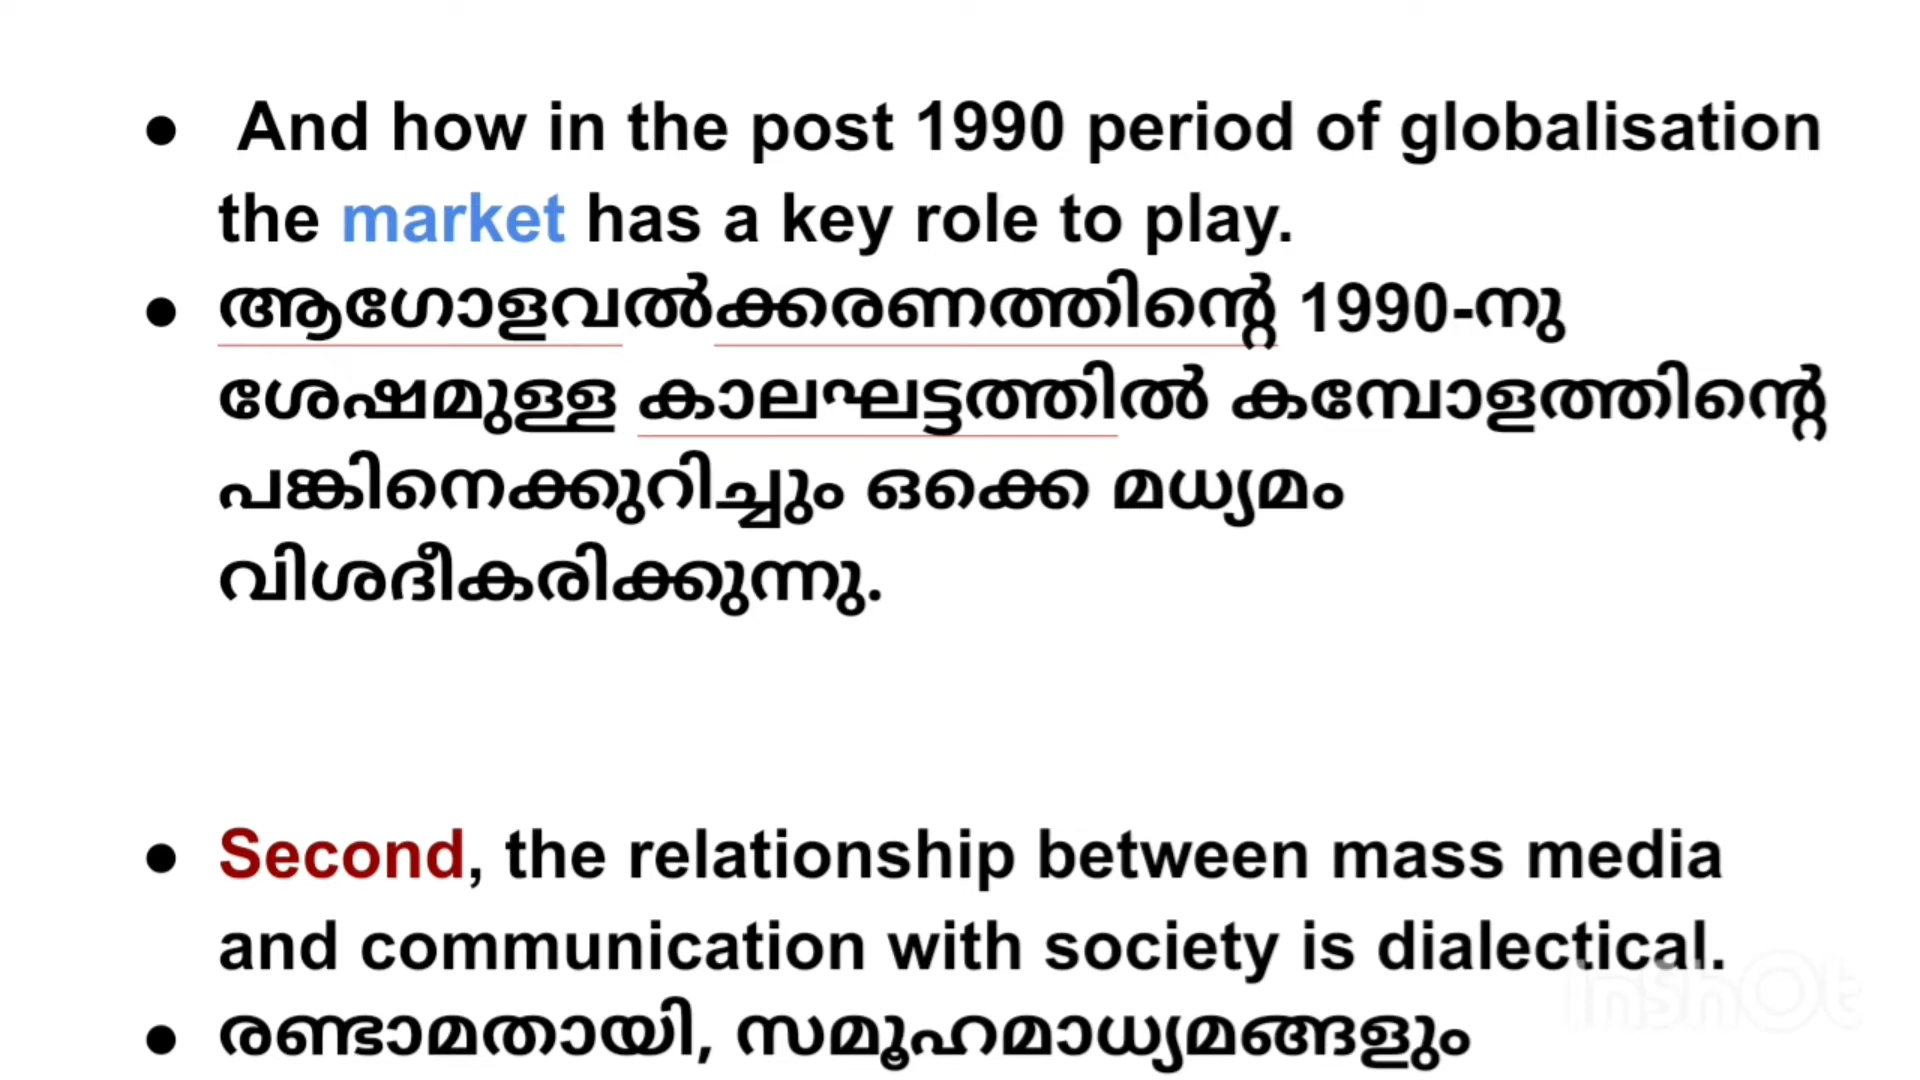 ● And how in the post 1990 period of globalisation
the market has a key role to play.
● ആഗോളവൽക്കരണത്തിന്റെ 1990-നു
ശേഷമുള്ള കാലഘട്ടത്തിൽ കമ്പോളത്തിന്റെ
പങ്കിനെക്കുറിച്ചും ഒക്കെ മധ്യമം
വിശദീകരിക്കുന്നു.
● Second, the relationship between mass media
and communication with society is dialectical.
InShOt
● രണ്ടാമതായി, സമൂഹമാധ്യമങ്ങളും